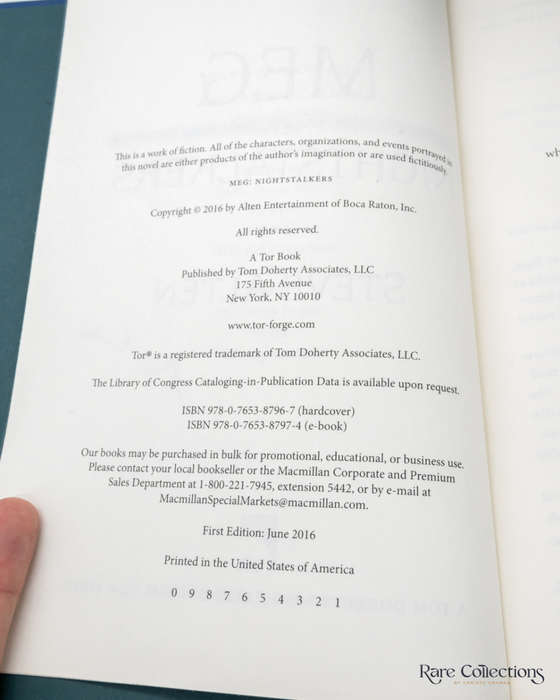 This is a work of fiction. All of the characters, organizations, and events portrayed in
this novel are either products of the author's imagination or are used fictitiously.
MEG: NIGHTSTALKERS
Copyright © 2016 by Alten Entertainment of Boca Raton, Inc.
All rights reserved.
A Tor Book
Published by Tom Doherty Associates, LLC
175 Fifth Avenue
New York, NY 10010
www.tor-forge.com
Tor® is a registered trademark of Tom Doherty Associates, LLC.
The Library of Congress Cataloging-in-Publication Data is available upon request.
ISBN 978-0-7653-8796-7 (hardcover)
ISBN 978-0-7653-8797-4 (e-book)
Our books may be purchased in bulk for promotional, educational, or business use.
Please contact your local bookseller or the Macmillan Corporate and Premium
Sales Department at 1-800-221-7945, extension 5442, or by e-mail at
MacmillanSpecialMarkets@macmillan.com.
First Edition: June 2016
Printed in the United States of America
0 9 8 7 6 5 4 3 2 1
Rare Collections